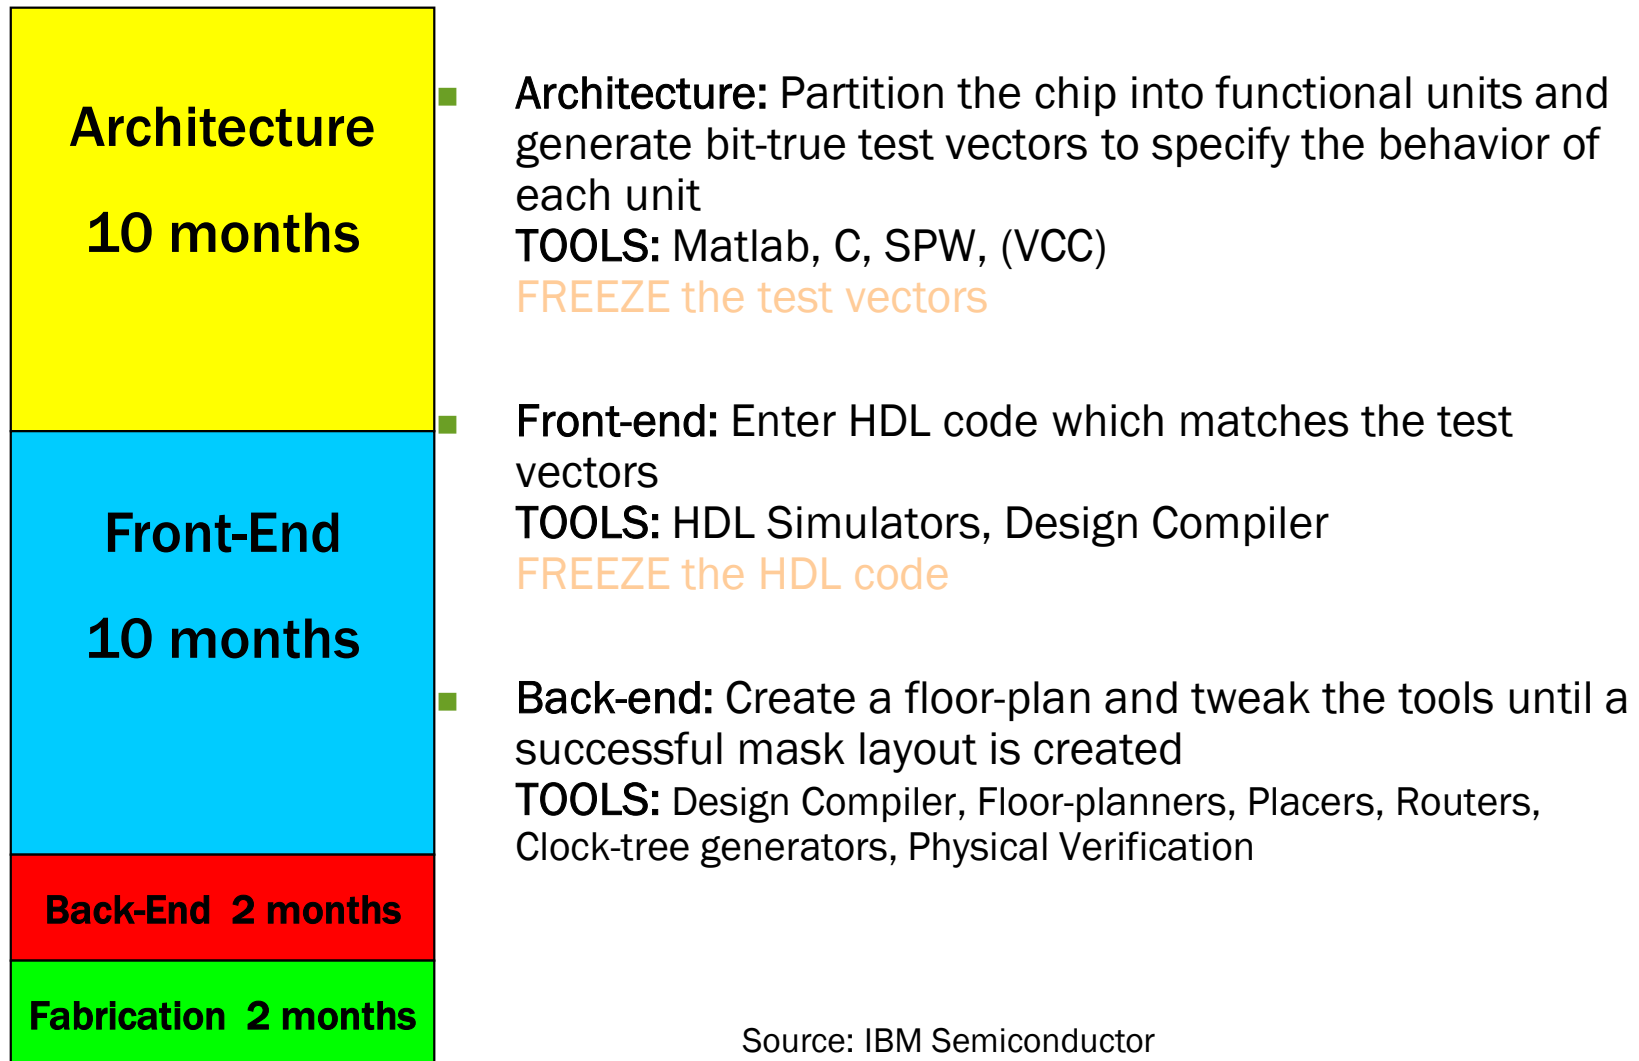 Architecture
10 months
Front-End
10 months
Back-End 2 months
Fabrication 2 months
Architecture: Partition the chip into functional units and
generate bit-true test vectors to specify the behavior of
each unit
TOOLS: Matlab, C, SPW, (VCC)
FREEZE the test vectors
Front-end: Enter HDL code which matches the test
vectors
TOOLS: HDL Simulators, Design Compiler
FREEZE the HDL code
Back-end: Create a floor-plan and tweak the tools until a
successful mask layout is created
TOOLS: Design Compiler, Floor-planners, Placers, Routers,
Clock-tree generators, Physical Verification
Source: IBM Semiconductor